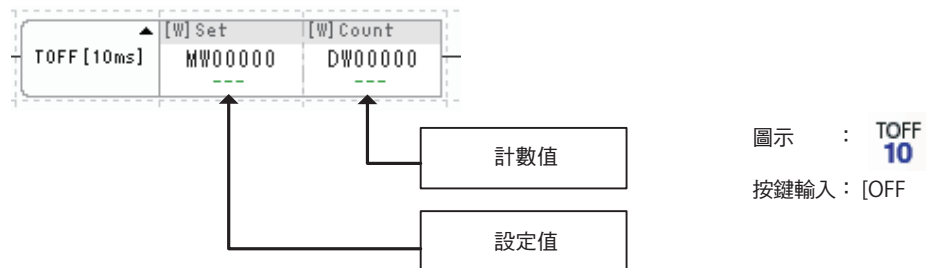 [W]Set [W]Count
TOFF[10ms] MW00000 DW00000
--- ---
計數值
設定值
圖示 : TOFF 10
按鍵輸入：[OFF